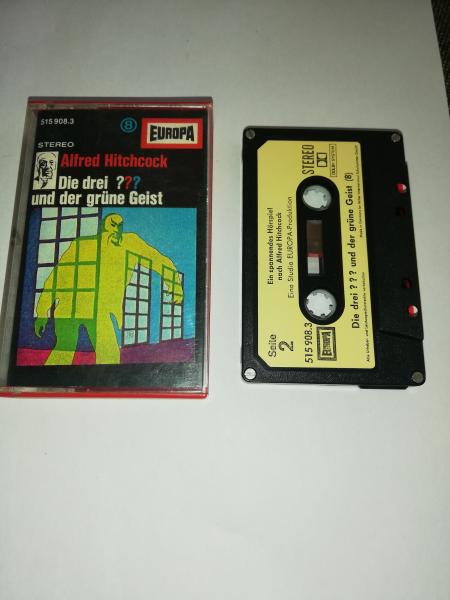 515 908.3
8
EUROPA
STEREO
Alfred Hitchcock
Die drei ???
und der grüne Geist
STEREO
DOLBY SYSTEM
Ein spannendes Hörspiel
nach Alfred Hitchcock
Eine Studio EUROPA-Produktion
Seite
2
515 908.3
EUROPA
Die drei ? ? ? und der grüne Geist (8)